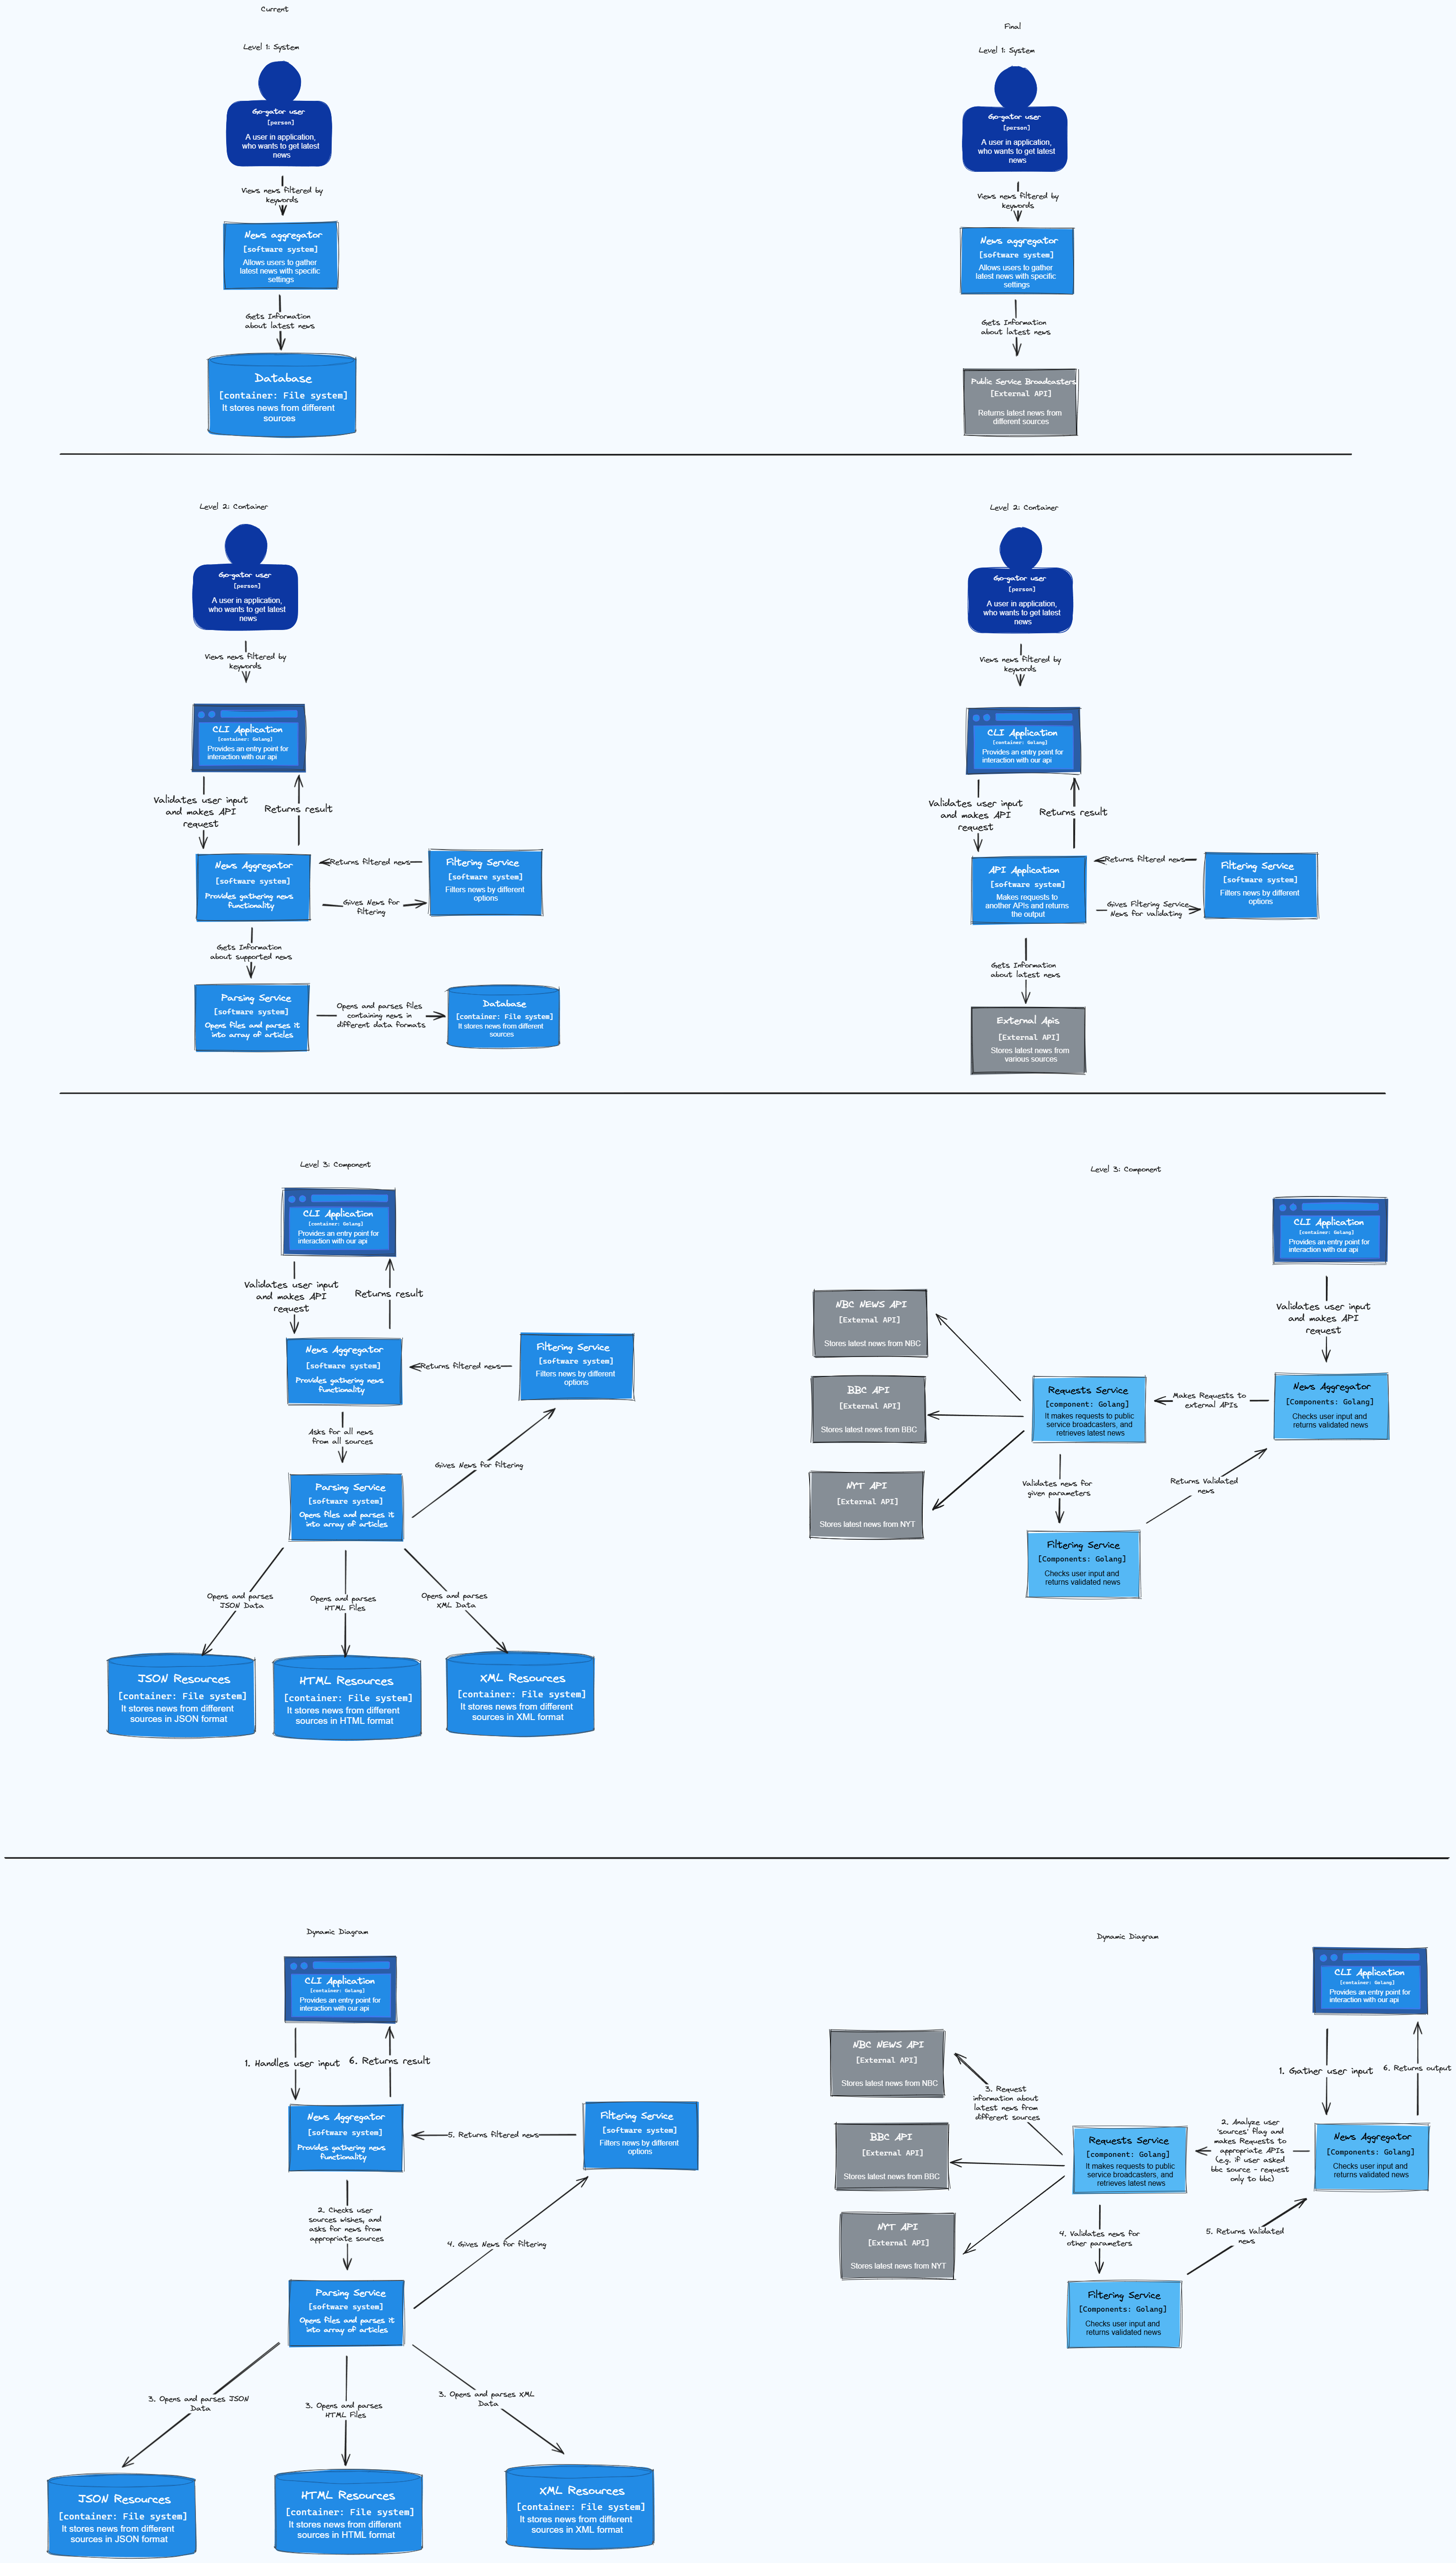 Current
Level 1: System
Go-gator user
[person]
A user in application,
who wants to get latest
news
Views news filtered by
keywords
News aggregator
[software system]
Allows users to gather
latest news with specific
settings
Gets Information
about latest news
Database
[container: File system]
It stores news from different
sources
Final
Level 1: System
Go-gator user
[person]
A user in application,
who wants to get latest
news
Views news filtered by
keywords
News aggregator
[software system]
Allows users to gather
latest news with specific
settings
Gets Information
about latest news
Public Service Broadcasters
[External API]
Returns latest news from
different sources
Level 2: Container
Go-gator user
[person]
A user in application,
who wants to get latest
news
Views news filtered by
keywords
CLI Application
[container: Golang]
Provides an entry point for
interaction with our api
Validates user input
and makes API
request
Returns result
News Aggregator
[software system]
Provides gathering news
functionality
Returns filtered news
Gives News for
filtering
Filtering Service
[software system]
Filters news by different
options
Gets Information
about supported news
Parsing Service
[software system]
Opens files and parses it
into array of articles
Opens and parses files
containing news in
different data formats
Database
[container: File system]
It stores news from different
sources
Level 2: Container
Go-gator user
[person]
A user in application,
who wants to get latest
news
Views news filtered by
keywords
CLI Application
[container: Golang]
Provides an entry point for
interaction with our api
Validates user input
and makes API
request
Returns result
API Application
[software system]
Makes requests to
another APIs and returns
the output
Returns filtered news
Gives Filtering Service
News for validating
Filtering Service
[software system]
Filters news by different
options
Gets Information
about latest news
External Apis
[External API]
Stores latest news from
various sources
Level 3: Component
CLI Application
[container: Golang]
Provides an entry point for
interaction with our api
Validates user input
and makes API
request
Returns result
News Aggregator
[software system]
Provides gathering news
functionality
Returns filtered news
Filtering Service
[software system]
Filters news by different
options
Asks for all news
from all sources
Gives News for filtering
Parsing Service
[software system]
Opens files and parses it
into array of articles
Opens and parses
JSON Data
Opens and parses
HTML Files
Opens and parses
XML Data
JSON Resources
[container: File system]
It stores news from different
sources in JSON format
HTML Resources
[container: File system]
It stores news from different
sources in HTML format
XML Resources
[container: File system]
It stores news from different
sources in XML format
Level 3: Component
CLI Application
[container: Golang]
Provides an entry point for
interaction with our api
Validates user input
and makes API
request
NBC NEWS API
[External API]
Stores latest news from NBC
BBC API
[External API]
Stores latest news from BBC
NYT API
[External API]
Stores latest news from NYT
Requests Service
[component: Golang]
It makes requests to public
service broadcasters, and
retrieves latest news
Makes Requests to
external APIs
News Aggregator
[Components: Golang]
Checks user input and
returns validated news
Validates news for
given parameters
Returns Validated
news
Filtering Service
[Components: Golang]
Checks user input and
returns validated news
Dynamic Diagram
CLI Application
[container: Golang]
Provides an entry point for
interaction with our api
1. Handles user input
6. Returns result
News Aggregator
[software system]
Provides gathering news
functionality
5. Returns filtered news
Filtering Service
[software system]
Filters news by different
options
2. Checks user
sources wishes, and
asks for news from
appropriate sources
4. Gives News for filtering
Parsing Service
[software system]
Opens files and parses it
into array of articles
3. Opens and parses JSON
Data
3. Opens and parses
HTML Files
3. Opens and parses XML
Data
JSON Resources
[container: File system]
It stores news from different
sources in JSON format
HTML Resources
[container: File system]
It stores news from different
sources in HTML format
XML Resources
[container: File system]
It stores news from different
sources in XML format
Dynamic Diagram
CLI Application
[container: Golang]
Provides an entry point for
interaction with our api
1. Gather user input
6. Returns output
NBC NEWS API
[External API]
Stores latest news from NBC
BBC API
[External API]
Stores latest news from BBC
NYT API
[External API]
Stores latest news from NYT
3. Request
information about
latest news from
different sources
Requests Service
[component: Golang]
It makes requests to public
service broadcasters, and
retrieves latest news
2. Analyze user
'sources' flag and
makes Requests to
appropriate APIs
(e.g. if user asked
bbc source - request
only to bbc)
News Aggregator
[Components: Golang]
Checks user input and
returns validated news
4. Validates news for
other parameters
5. Returns Validated
news
Filtering Service
[Components: Golang]
Checks user input and
returns validated news